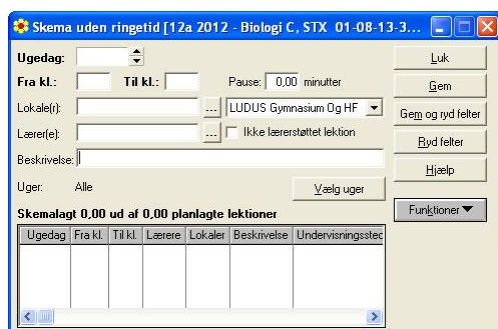 Skema uden ringetid [12a 2012 - Biologi C, STX 01-08-13-3...
Ugedag:
Fra kl.: Til kl.: Pause: 0,00 minutter
Lokale(r): ... LUDUS Gymnasium Og HF
Lærer(e): ... Ikke lærerstøttet lektion
Beskrivelse:
Uger: Alle Vælg uger
Skemalagt 0,00 ud af 0,00 planlagte lektioner
Ugedag Fra kl. Til kl. Lærere Lokaler Beskrivelse Undervisningssted
Luk
Gem
Gem og ryd felter
Ryd felter
Hjælp
Funktioner